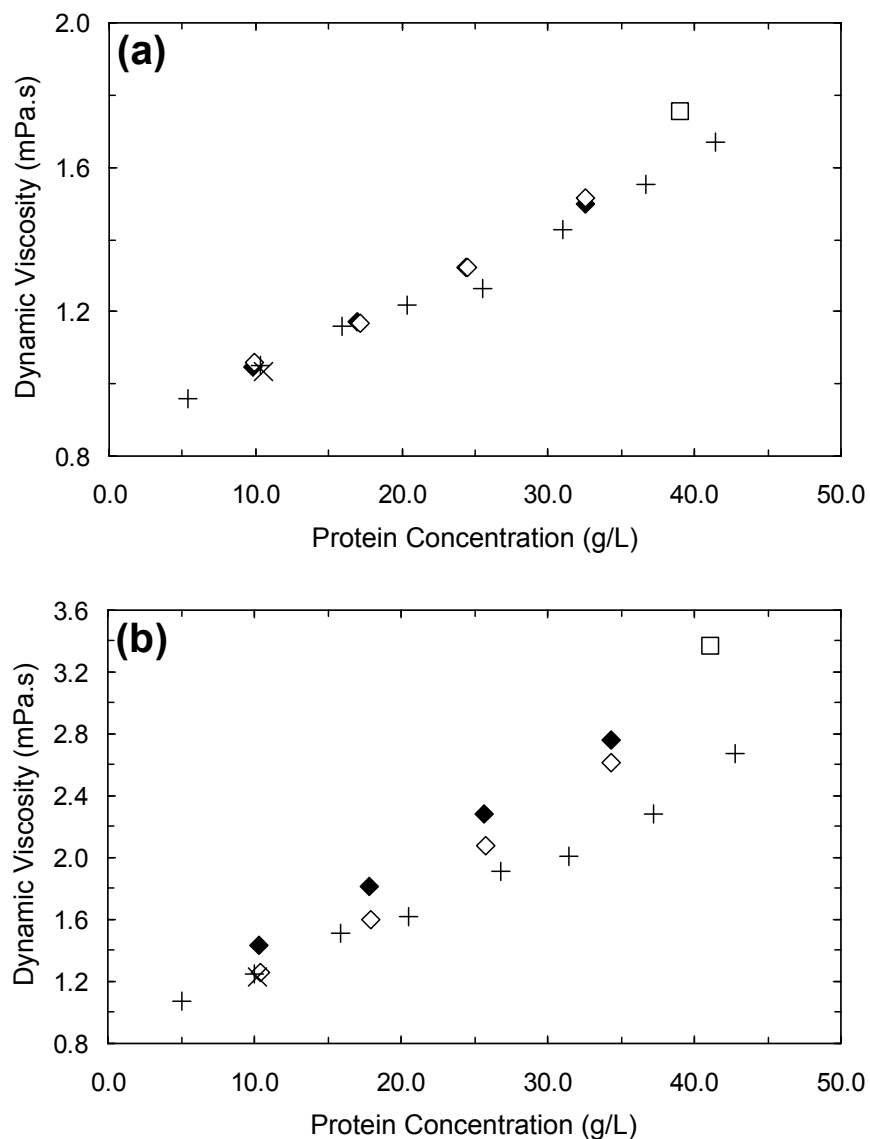 (a)
Dynamic Viscosity (mPa.s)
2.0
1.6
1.2
0.8
0.0 10.0 20.0 30.0 40.0 50.0
Protein Concentration (g/L)
(b)
Dynamic Viscosity (mPa.s)
3.6
3.2
2.8
2.4
2.0
1.6
1.2
0.8
0.0 10.0 20.0 30.0 40.0 50.0
Protein Concentration (g/L)